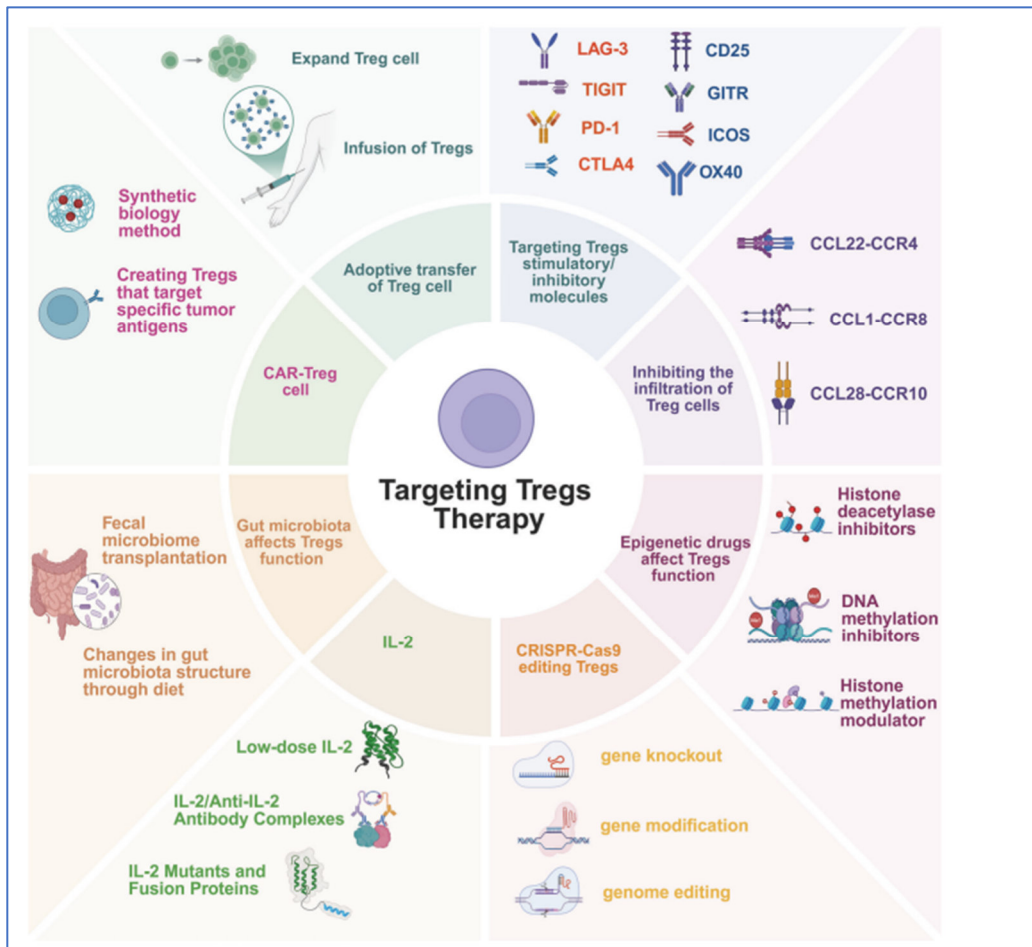 Expand Treg cell
Infusion of Tregs
LAG-3
TIGIT
PD-1
CTLA4
CD25
GITR
ICOS
OX40
Synthetic
biology
method
Creating Tregs
that target
specific tumor
antigens
Adoptive transfer
of Treg cell
Targeting Tregs
stimulatory/
inhibitory
molecules
CCL22-CCR4
CCL1-CCR8
CCL28-CCR10
CAR-Treg
cell
Inhibiting the
infiltration of
Treg cells
Targeting Tregs
Therapy
Fecal
microbiome
transplantation
Changes in gut
microbiota structure
through diet
Gut microbiota
affects Tregs
function
Epigenetic drugs
affect Tregs
function
Histone
deacetylase
inhibitors
DNA
methylation
inhibitors
Histone
methylation
modulator
IL-2
CRISPR-Cas9
editing Tregs
Low-dose IL-2
IL-2/Anti-IL-2
Antibody Complexes
IL-2 Mutants and
Fusion Proteins
gene knockout
gene modification
genome editing